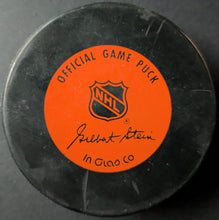 OFFICIAL GAME PUCK
NHL
®
Gilbert Stein
In Glas Co